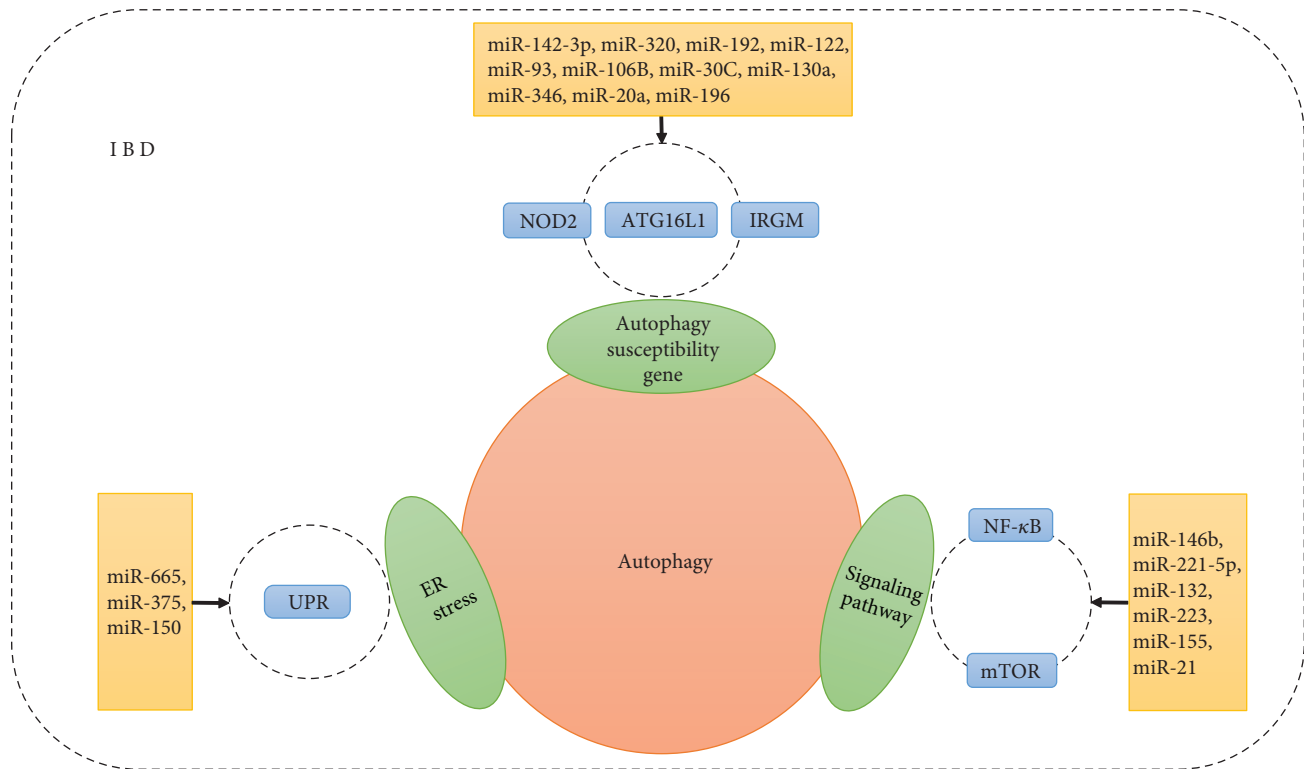 miR-142-3p, miR-320, miR-192, miR-122,
miR-93, miR-106B, miR-30C, miR-130a,
miR-346, miR-20a, miR-196
I B D
NOD2
ATG16L1
IRGM
Autophagy
susceptibility
gene
miR-665,
miR-375,
miR-150
UPR
ER
stress
Autophagy
Signaling
pathway
NF-κB
mTOR
miR-146b,
miR-221-5p,
miR-132,
miR-223,
miR-155,
miR-21